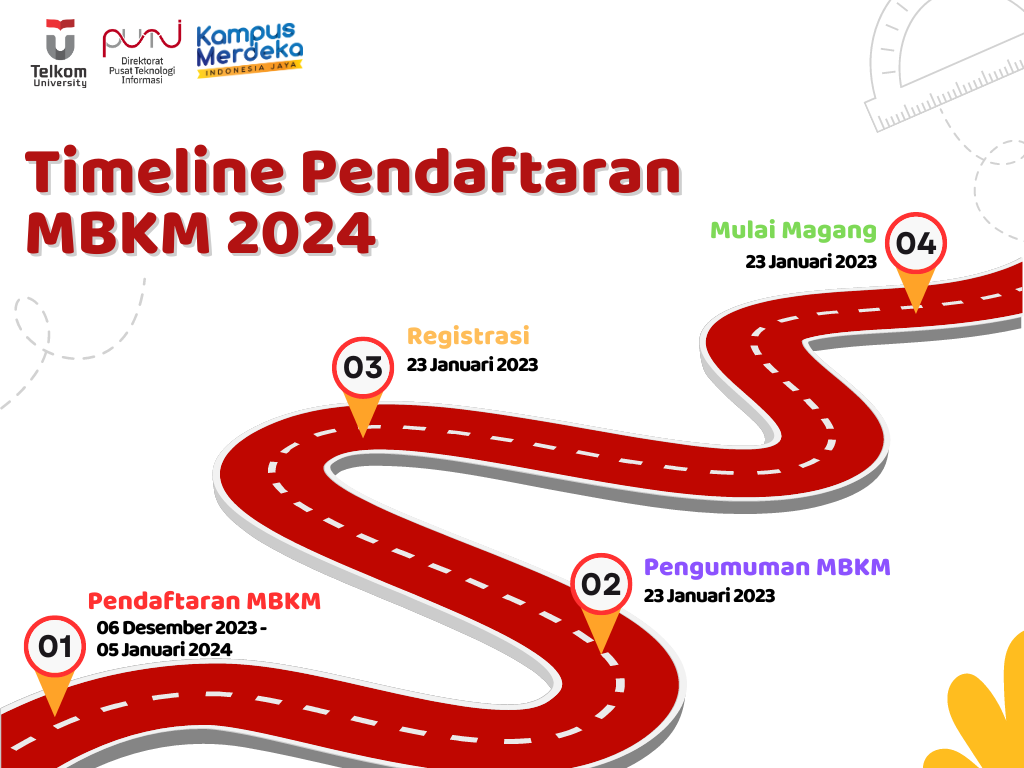 Telkom
University
puti
Direktorat
Pusat Teknologi
Informasi
Kampus
Merdeka
INDONESIA JAYA
Timeline Pendaftaran
MBKM 2024
Mulai Magang
23 Januari 2023
04
Registrasi
23 Januari 2023
03
Pengumuman MBKM
23 Januari 2023
02
Pendaftaran MBKM
06 Desember 2023 -
05 Januari 2024
01